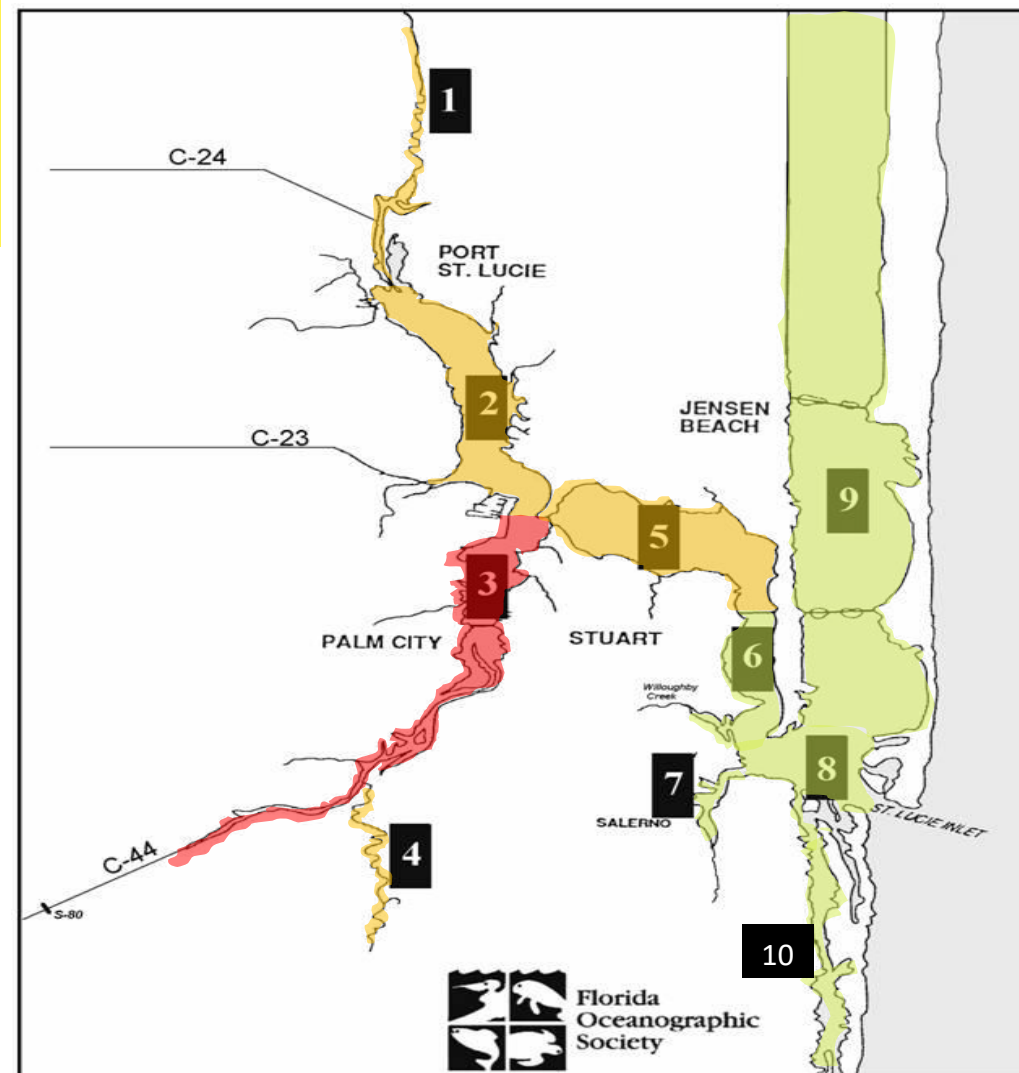 1
C-24
PORT
ST. LUCIE
2
JENSEN
BEACH
C-23
9
5
3
PALM CITY
STUART
6
Willoughby
Creek
7
8
SALERNO
ST. LUCIE INLET
C-44
4
S-80
10
Florida
Oceanographic
Society